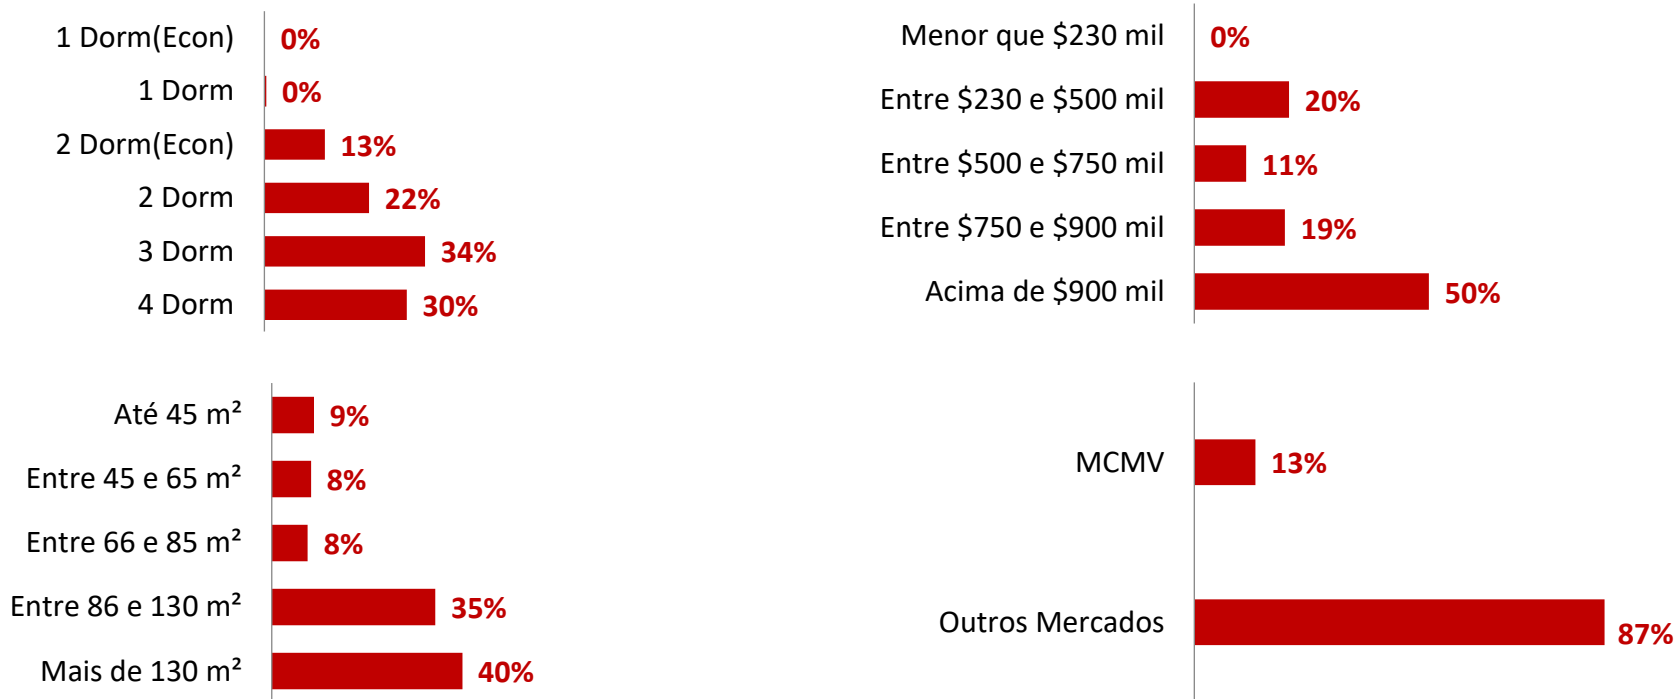 1 Dorm(Econ) 0%
1 Dorm 0%
2 Dorm(Econ) 13%
2 Dorm 22%
3 Dorm 34%
4 Dorm 30%
Menor que $230 mil 0%
Entre $230 e $500 mil 20%
Entre $500 e $750 mil 11%
Entre $750 e $900 mil 19%
Acima de $900 mil 50%
Até 45 m² 9%
Entre 45 e 65 m² 8%
Entre 66 e 85 m² 8%
Entre 86 e 130 m² 35%
Mais de 130 m² 40%
MCMV 13%
Outros Mercados 87%